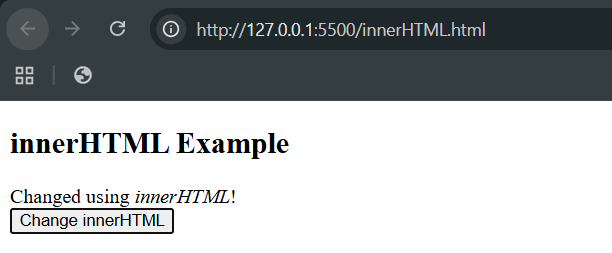 http://127.0.0.1:5500/innerHTML.html
innerHTML Example
Changed using innerHTML!
Change innerHTML